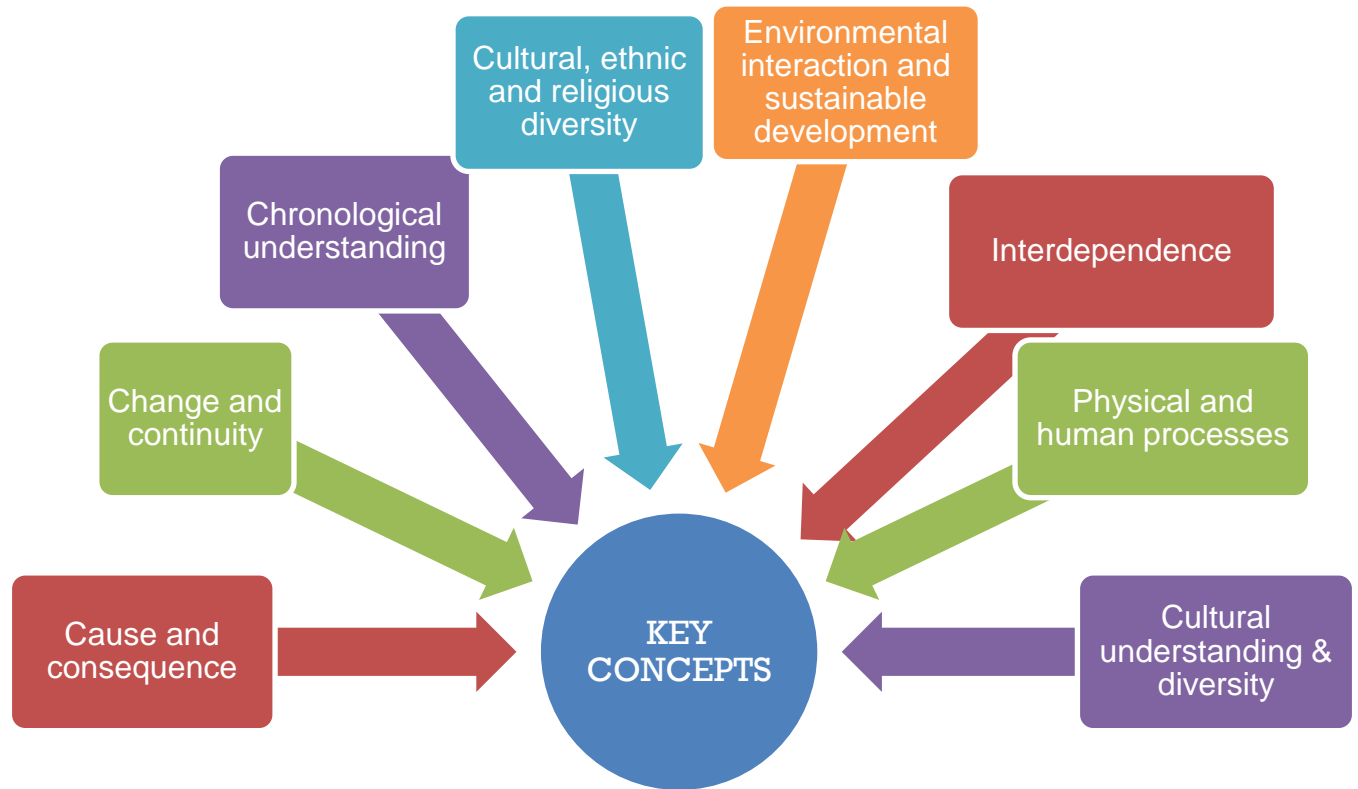 Cause and
consequence
Change and
continuity
Chronological
understanding
Cultural, ethnic
and religious
diversity
Environmental
interaction and
sustainable
development
Interdependence
Physical and
human processes
Cultural
understanding &
diversity
KEY
CONCEPTS